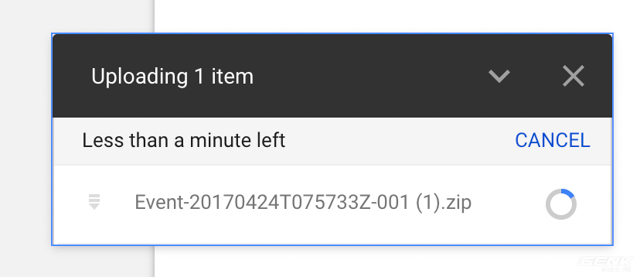 Uploading 1 item
Less than a minute left CANCEL
Event-20170424T075733Z-001 (1).zip